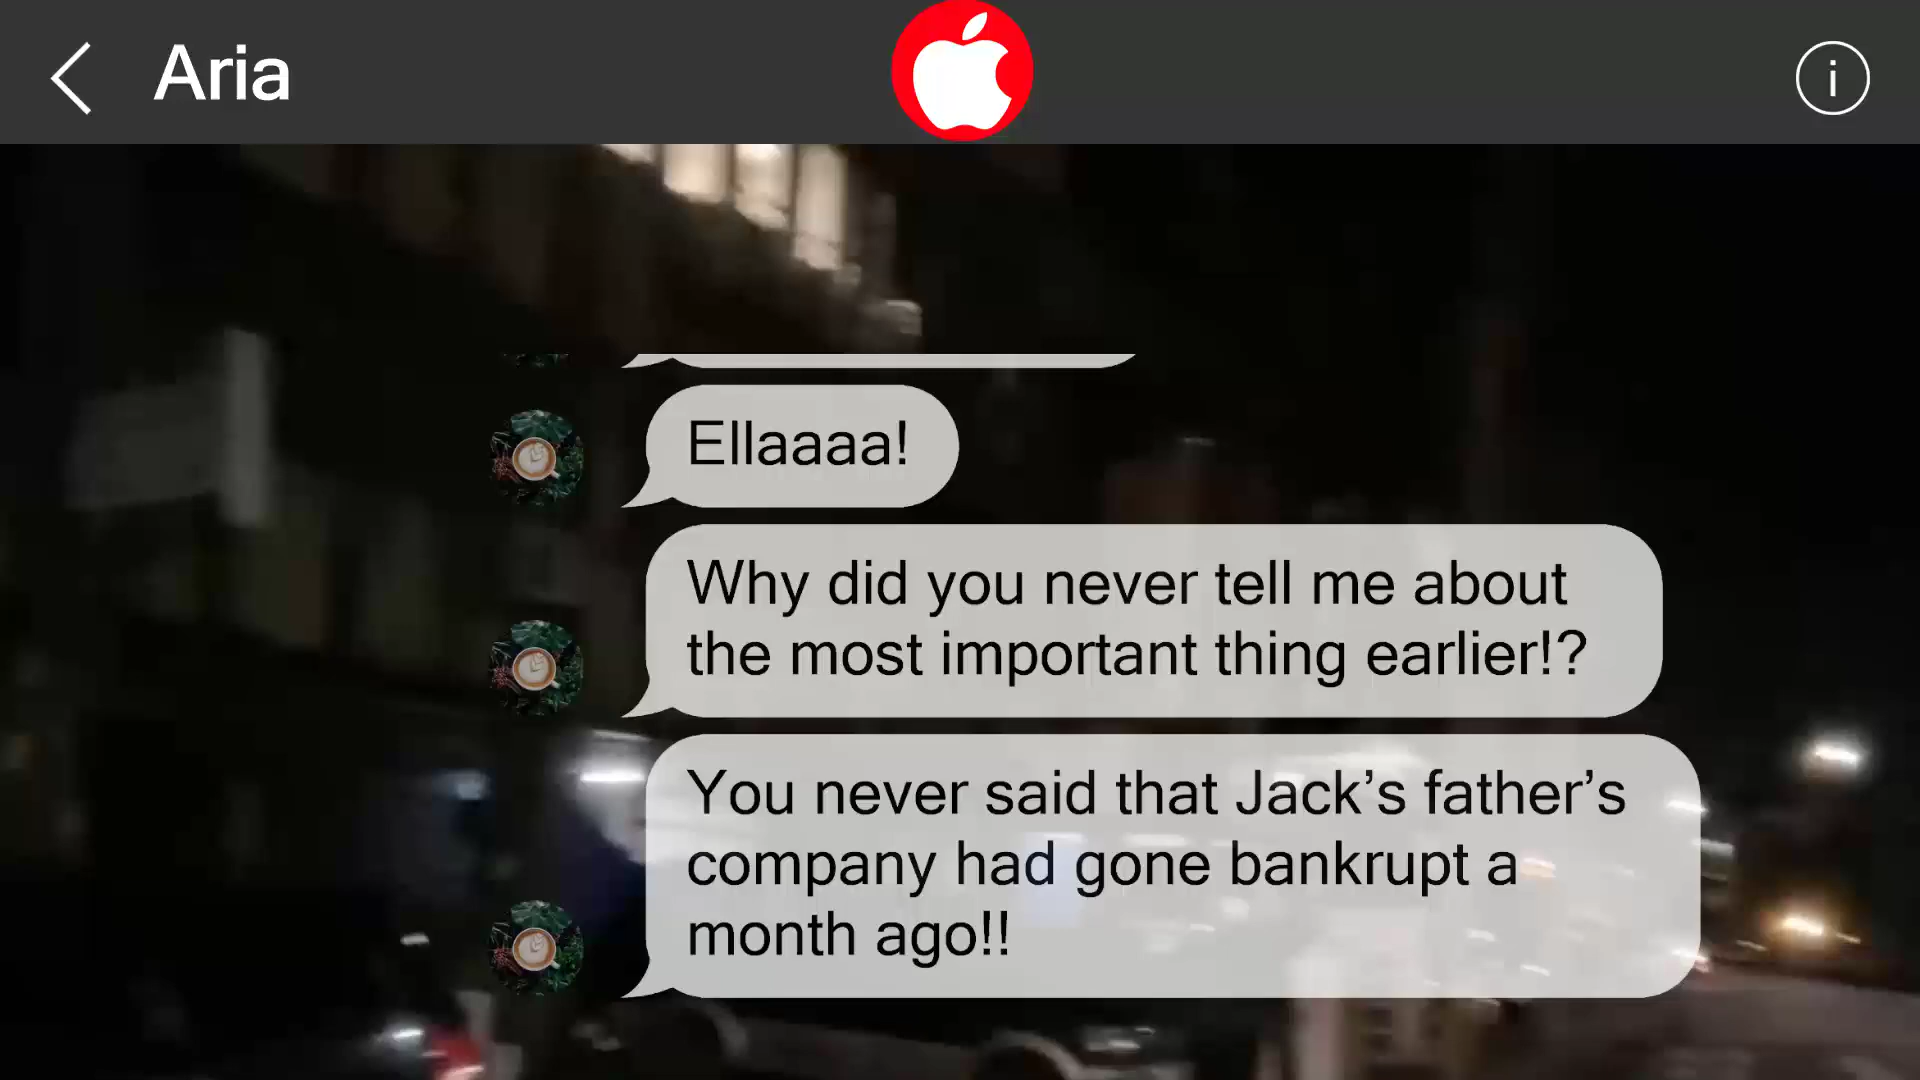 Aria
i
Ellaaaa!
Why did you never tell me about
the most important thing earlier!?
You never said that Jack’s father’s
company had gone bankrupt a
month ago!!